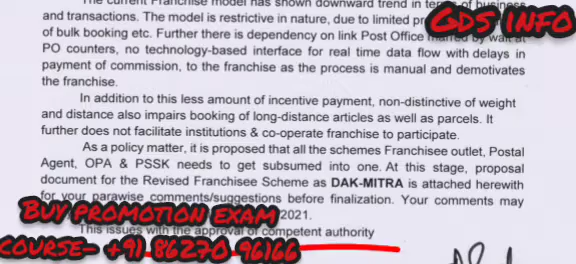 The current Franchise model has shown downward trend in terms of business
and transactions. The model is restrictive in nature, due to limited
GDS INFO
of bulk booking etc. Further there is dependency on link Post Office marred by wait at
PO counters, no technology-based interface for real time data flow with delays in
payment of commission, to the franchise as the process is manual and demotivates
the franchise.
In addition to this less amount of incentive payment, non-distinctive of weight
and distance also impairs booking of long-distance articles as well as parcels. It
further does not facilitate institutions & co-operate franchise to participate.
As a policy matter, it is proposed that all the schemes Franchisee outlet, Postal
Agent, OPA & PSSK needs to get subsumed into one. At this stage, proposal
document for the Revised Franchisee Scheme as DAK-MITRA is attached herewith
for your parawise comments/suggestions before finalization. Your comments may
2021.
BUY PROMOTION EXAM
This issues with the approval of competent authority
COURSE- +91 86270 96166